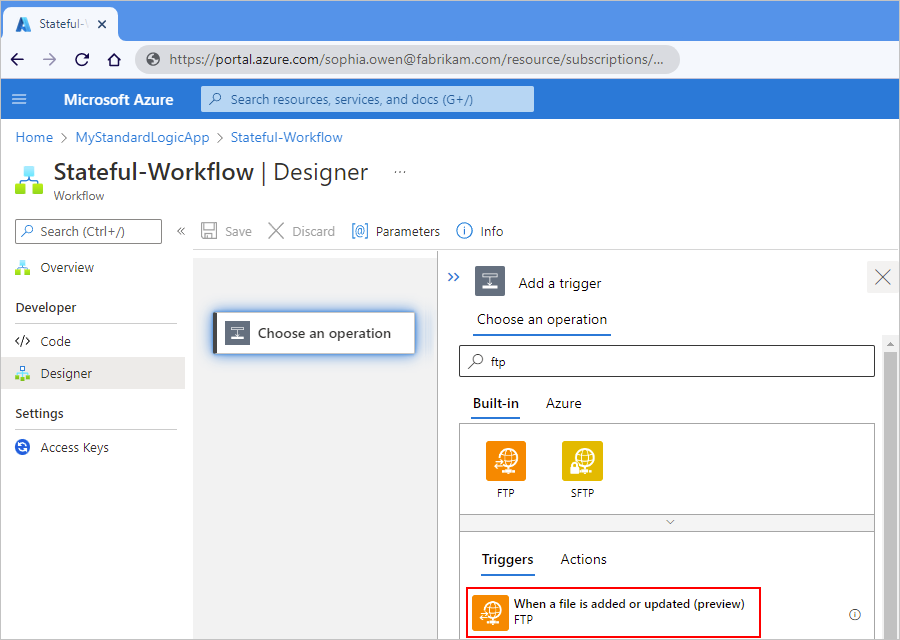 Stateful-
https://portal.azure.com/sophia.owen@fabrikam.com/resource/subscriptions/...
Microsoft Azure
Search resources, services, and docs (G+/)
Home > MyStandardLogicApp > Stateful-Workflow
Stateful-Workflow | Designer ...
Workflow
Search (Ctrl+/)
«
Save
Discard
[@] Parameters
Info
Overview
Developer
</> Code
Designer
Settings
Access Keys
Choose an operation
Add a trigger
Choose an operation
ftp
Built-in
Azure
FTP
SFTP
Triggers
Actions
When a file is added or updated (preview)
FTP